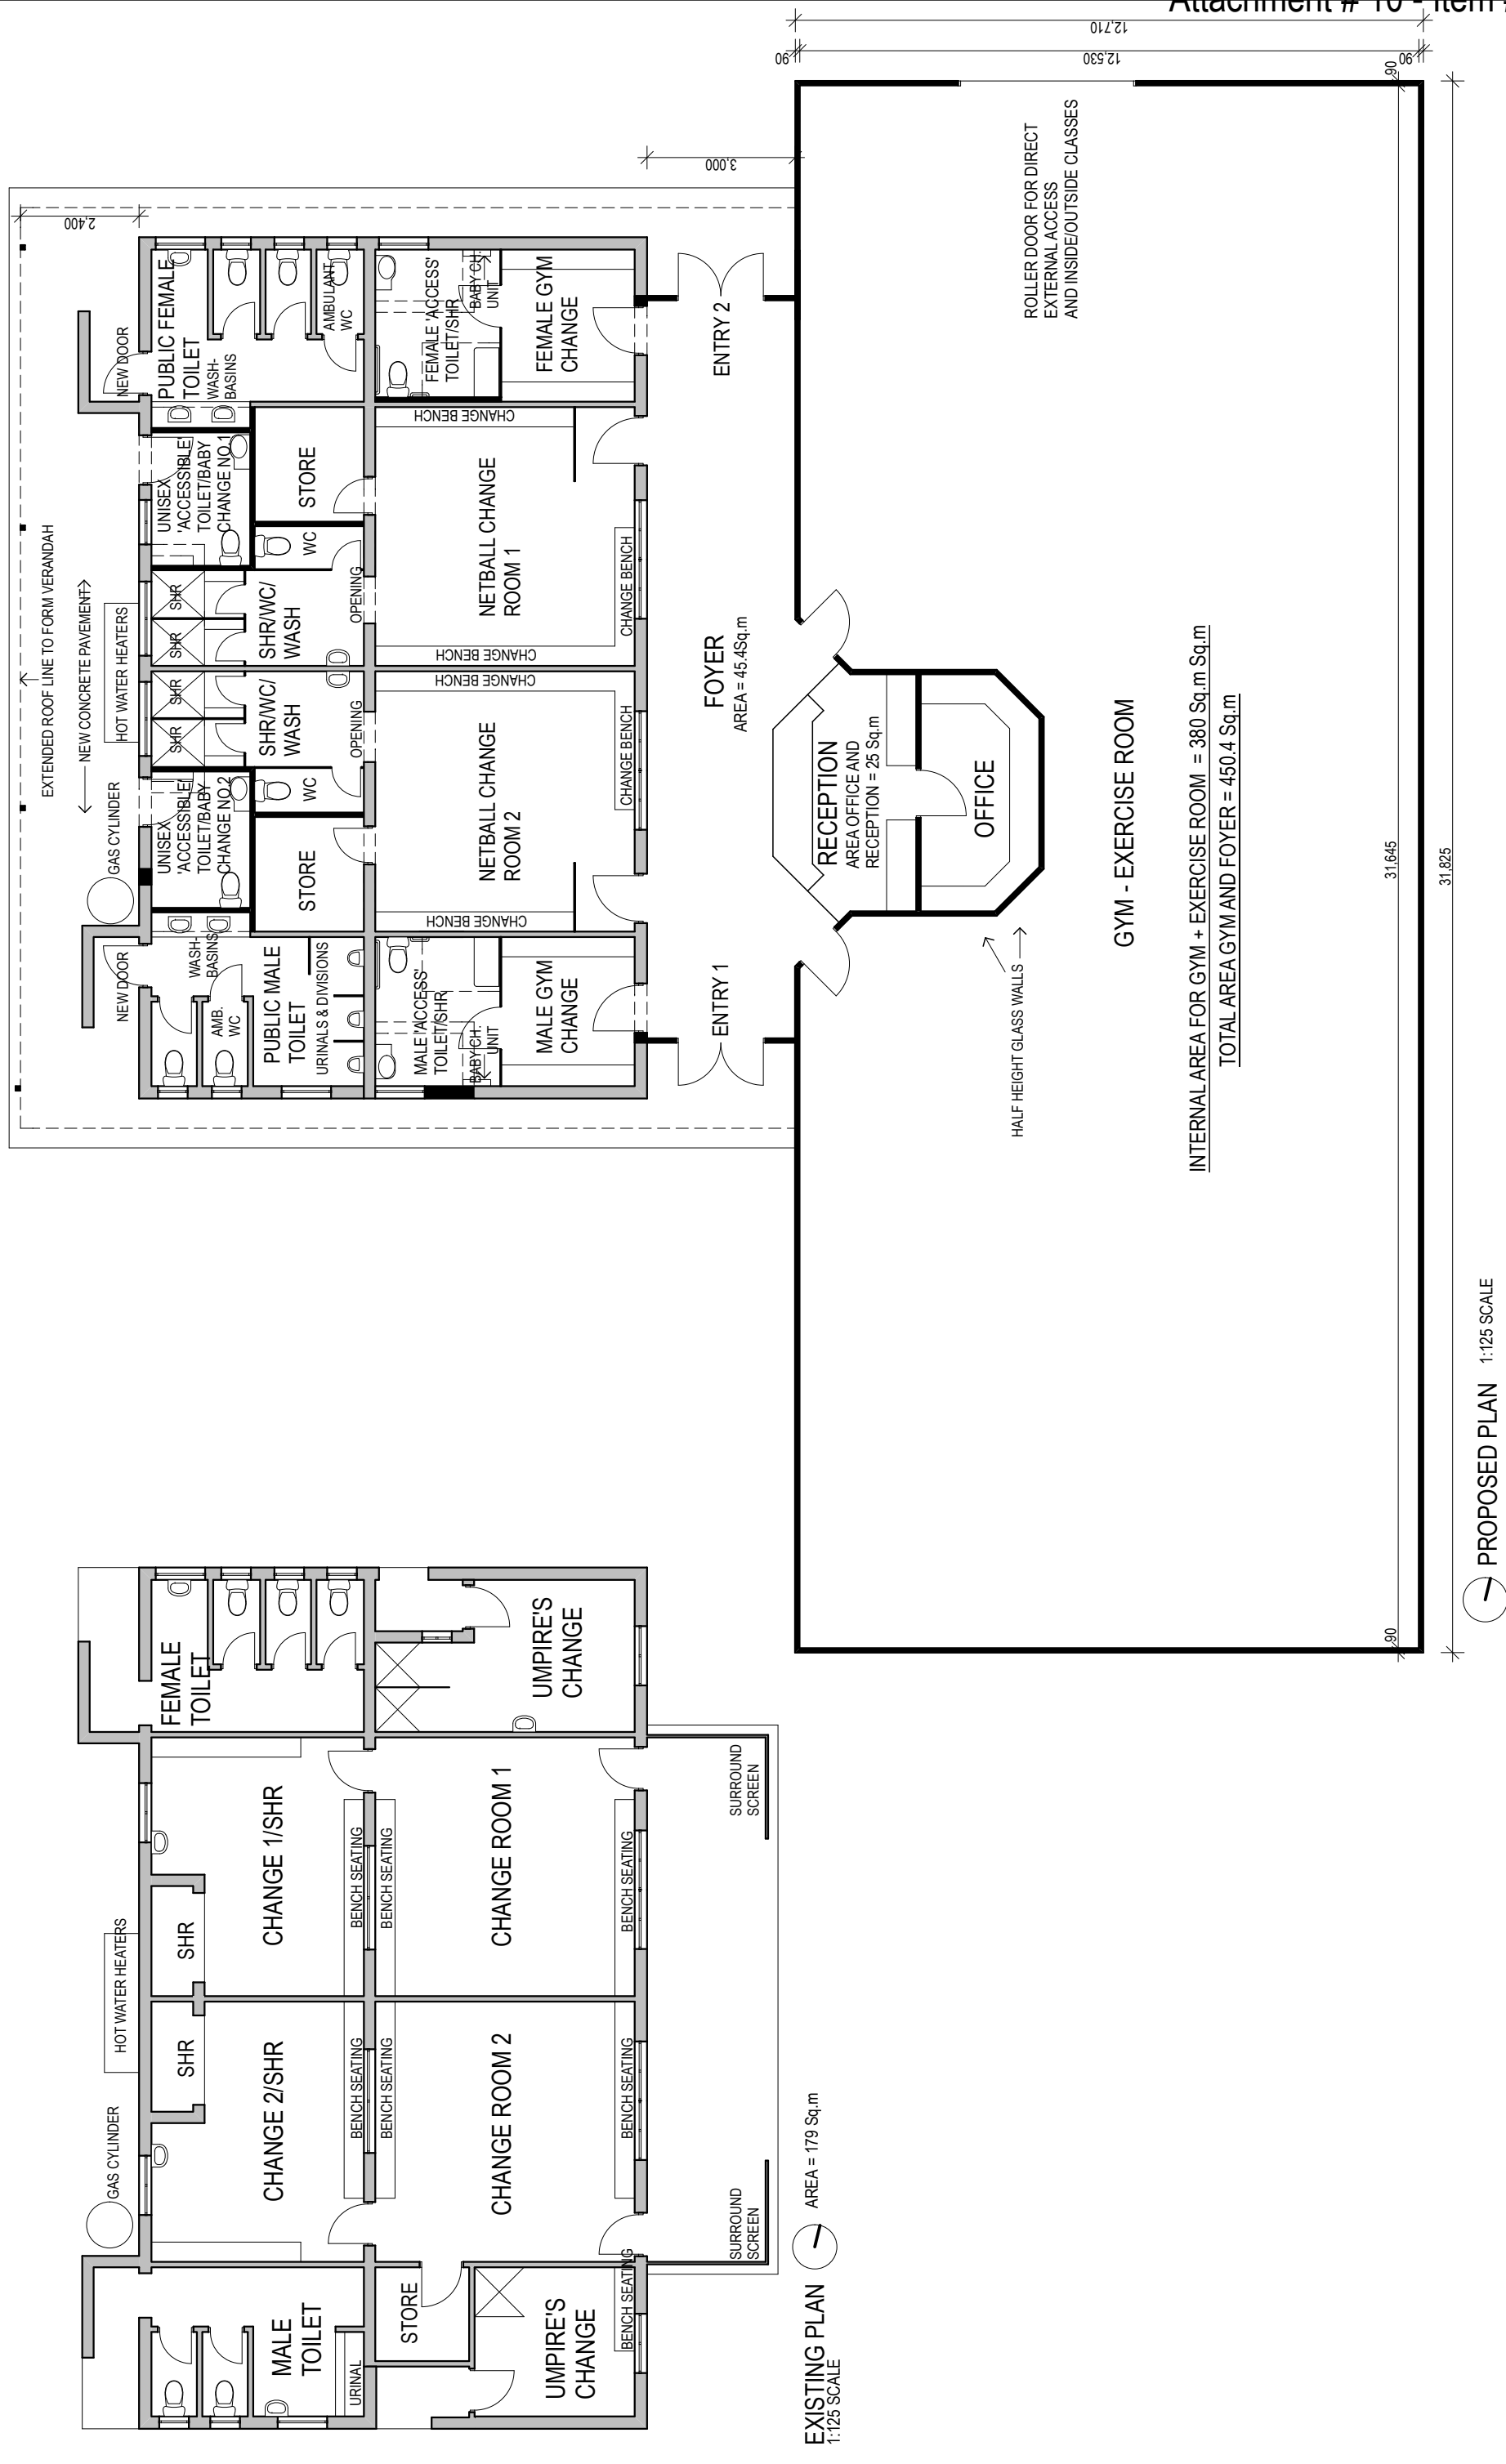 Attachment # 10 - Item #
EXISTING PLAN
1:125 SCALE
AREA = 179 Sq.m
GAS CYLINDER
HOT WATER HEATERS
MALE
TOILET
URINAL
STORE
UMPIRE'S
CHANGE
BENCH SEATING
SHR
SHR
CHANGE 2/SHR
CHANGE 1/SHR
BENCH SEATING
BENCH SEATING
BENCH SEATING
BENCH SEATING
CHANGE ROOM 2
CHANGE ROOM 1
BENCH SEATING
BENCH SEATING
FEMALE
TOILET
UMPIRE'S
CHANGE
SURROUND
SCREEN
SURROUND
SCREEN
PROPOSED PLAN
1:125 SCALE
EXTENDED ROOF LINE TO FORM VERANDAH
NEW CONCRETE PAVEMENT
HOT WATER HEATERS
GAS CYLINDER
2,400
NEW DOOR
NEW DOOR
WASH-
BASINS
AMB.
WC
PUBLIC MALE
TOILET
URINALS & DIVISIONS
UNISEX
'ACCESSIBLE'
TOILET/BABY
CHANGE NO.2
SHR
SHR
SHR
SHR
UNISEX
'ACCESSIBLE'
TOILET/BABY
CHANGE NO.1
PUBLIC FEMALE
TOILET
WASH-
BASINS
AMBULANT
WC
STORE
WC
SHR/WC/
WASH
OPENING
SHR/WC/
WASH
OPENING
WC
STORE
MALE 'ACCESS'
TOILET/SHR
BABY CH.
UNIT
MALE GYM
CHANGE
CHANGE BENCH
NETBALL CHANGE
ROOM 2
CHANGE BENCH
CHANGE BENCH
CHANGE BENCH
NETBALL CHANGE
ROOM 1
CHANGE BENCH
CHANGE BENCH
FEMALE 'ACCESS'
TOILET/SHR
BABY CH.
UNIT
FEMALE GYM
CHANGE
ENTRY 1
FOYER
AREA = 45.4Sq.m
ENTRY 2
3,000
RECEPTION
AREA OFFICE AND
RECEPTION = 25 Sq.m
OFFICE
HALF HEIGHT GLASS WALLS
ROLLER DOOR FOR DIRECT
EXTERNAL ACCESS
AND INSIDE/OUTSIDE CLASSES
GYM - EXERCISE ROOM
INTERNAL AREA FOR GYM + EXERCISE ROOM = 380 Sq.m Sq.m
TOTAL AREA GYM AND FOYER = 450.4 Sq.m
90
12,530
90
12,710
90
31,645
90
31,825